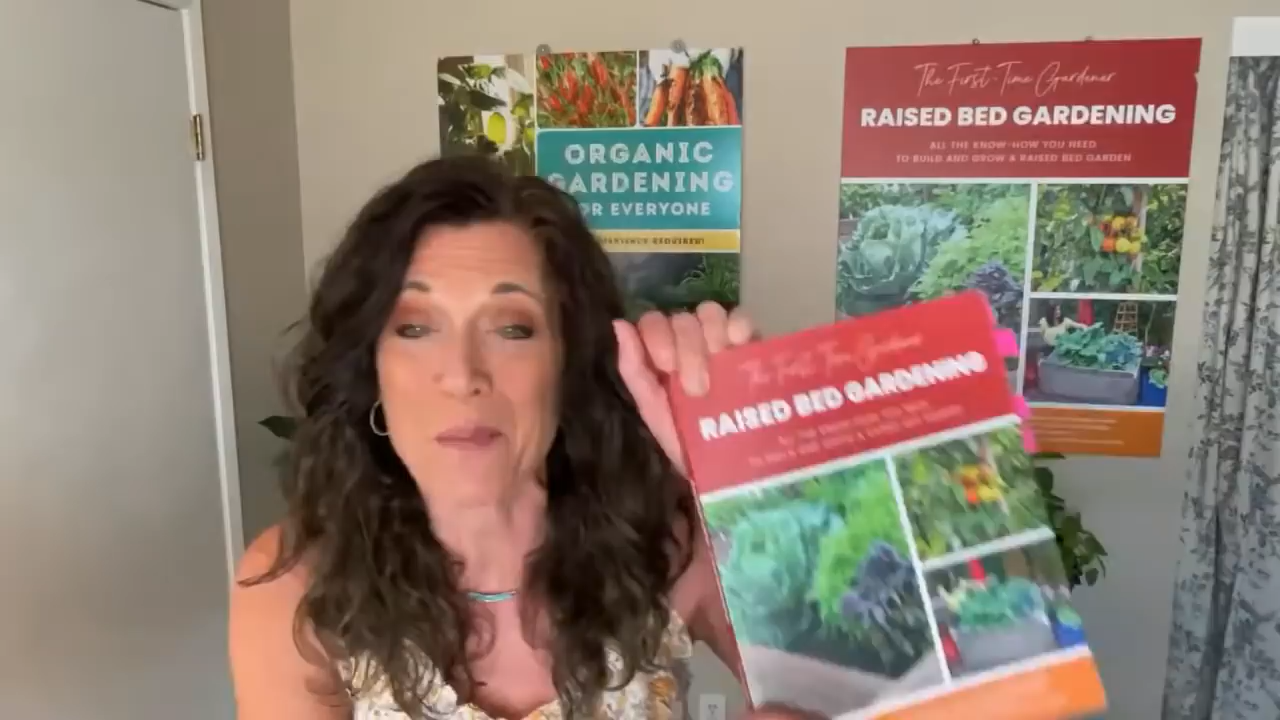 ORGANIC
GARDENING
OR EVERYONE
The First-Time Gardener
RAISED BED GARDENING
ALL THE KNOW-HOW YOU NEED
TO BUILD AND GROW A RAISED BED GARDEN
The First-Time Gardener
RAISED BED GARDENING